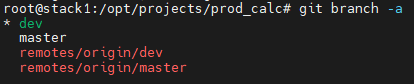 root@stack1:/opt/projects/prod_calc# git branch -a
* dev
master
remotes/origin/dev
remotes/origin/master